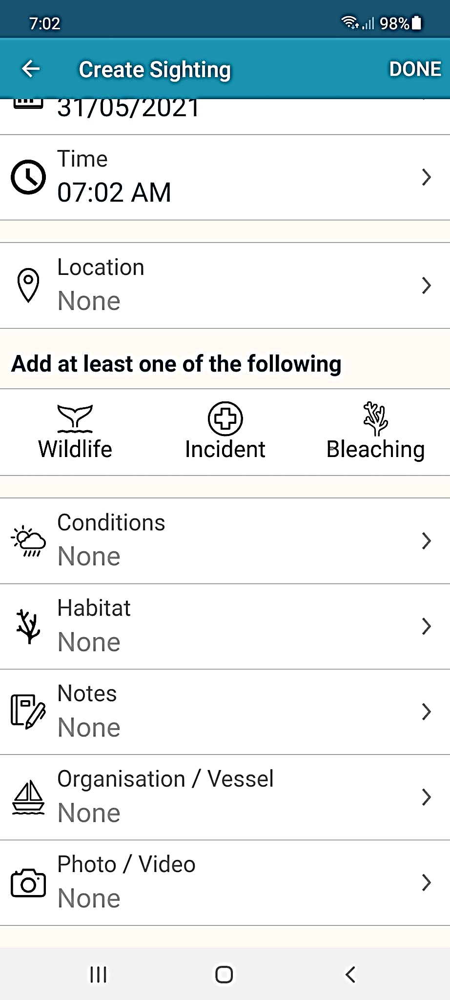 7:02
98%
Create Sighting
DONE
31/05/2021
Time
07:02 AM
Location
None
Add at least one of the following
Wildlife
Incident
Bleaching
Conditions
None
Habitat
None
Notes
None
Organisation / Vessel
None
Photo / Video
None